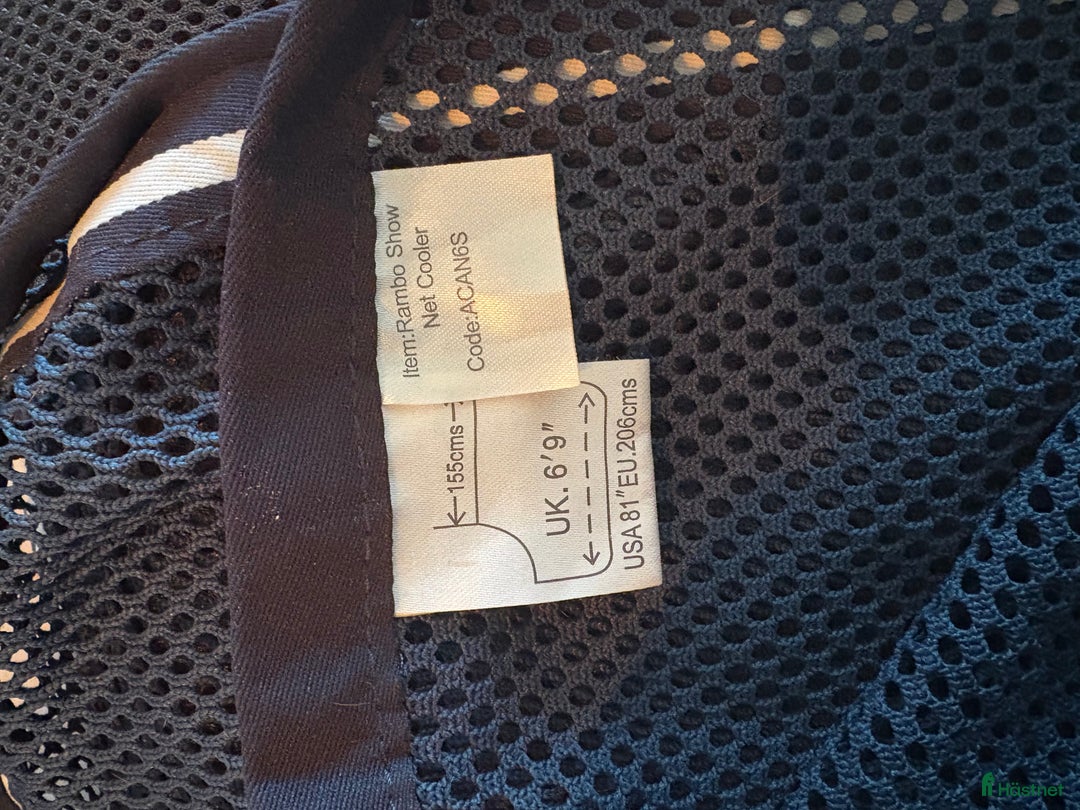 Item:Rambo Show
Net Cooler
Code:ACAN6S
155cms
UK. 6'9"
USA 81"EU.206cms
Hästnet